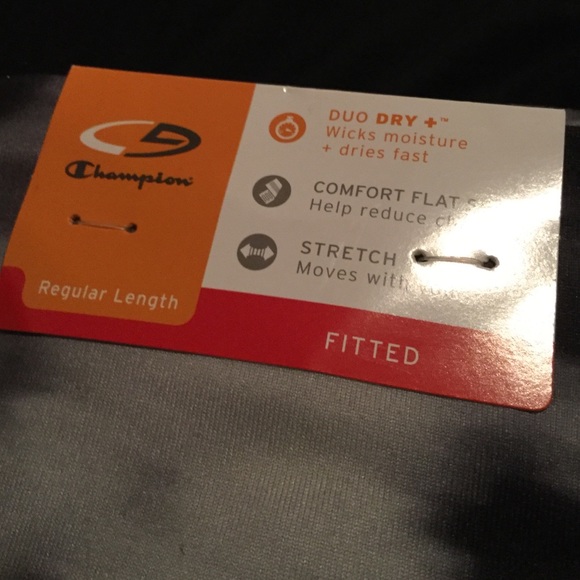 Champion
Regular Length
DUO DRY +™
Wicks moisture
+ dries fast
COMFORT FLAT
Help reduce
STRETCH
Moves with
FITTED